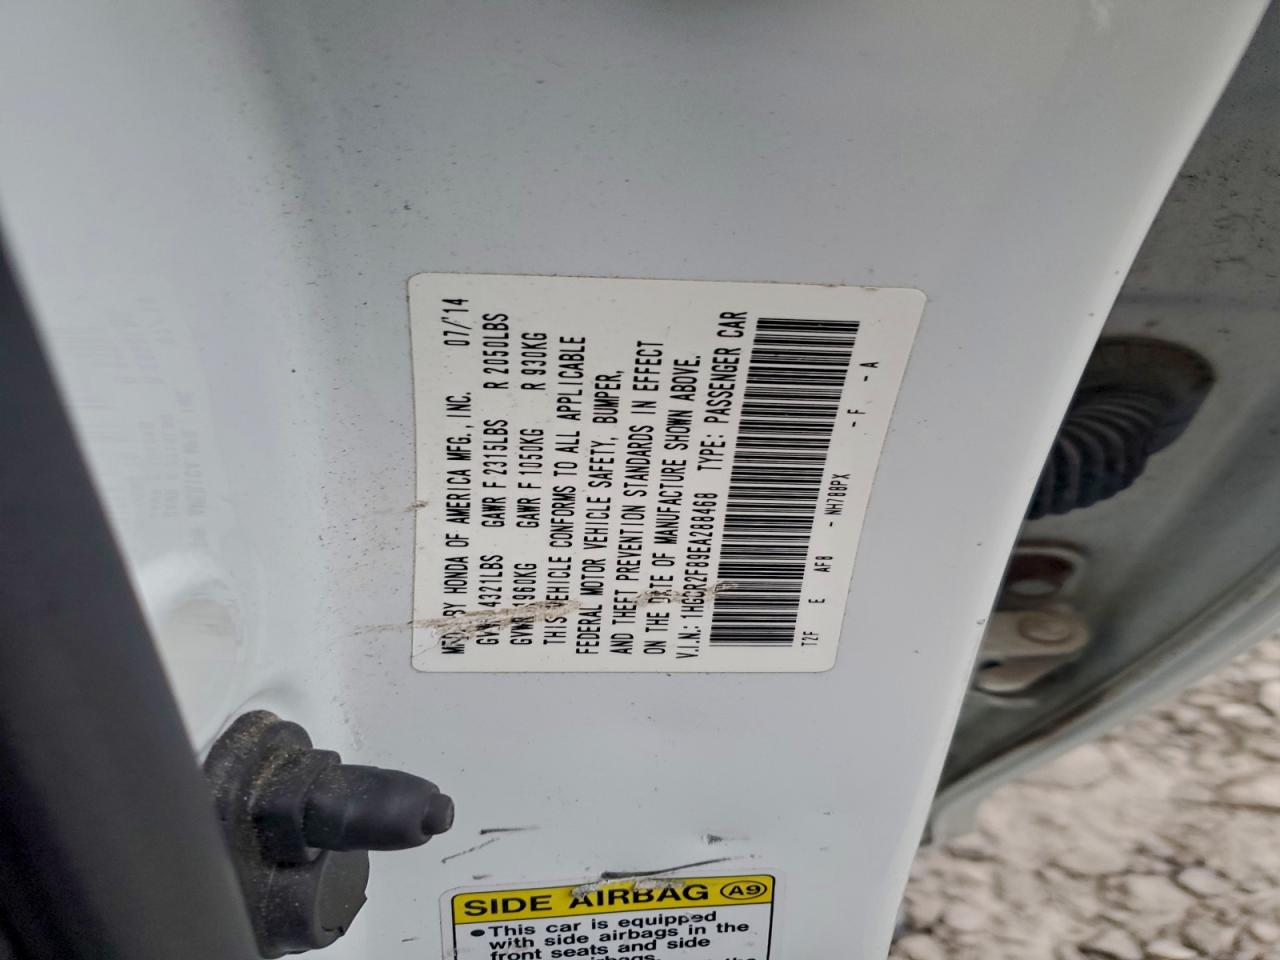 MFD. BY HONDA OF AMERICA MFG., INC. 07/'14
GVWR 4321LBS GAWR F 2315LBS R 2050LBS
GVWR 1960KG GAWR F 1050KG R 930KG
THIS VEHICLE CONFORMS TO ALL APPLICABLE
FEDERAL MOTOR VEHICLE SAFETY, BUMPER,
AND THEFT PREVENTION STANDARDS IN EFFECT
ON THE DATE OF MANUFACTURE SHOWN ABOVE.
V.I.N.: 1HGCR2F89EA288468 TYPE: PASSENGER CAR
T2F E AF8 - NH788PX - F - A
SIDE AIRBAG A9
•This car is equipped
with side airbags in the
front seats and side